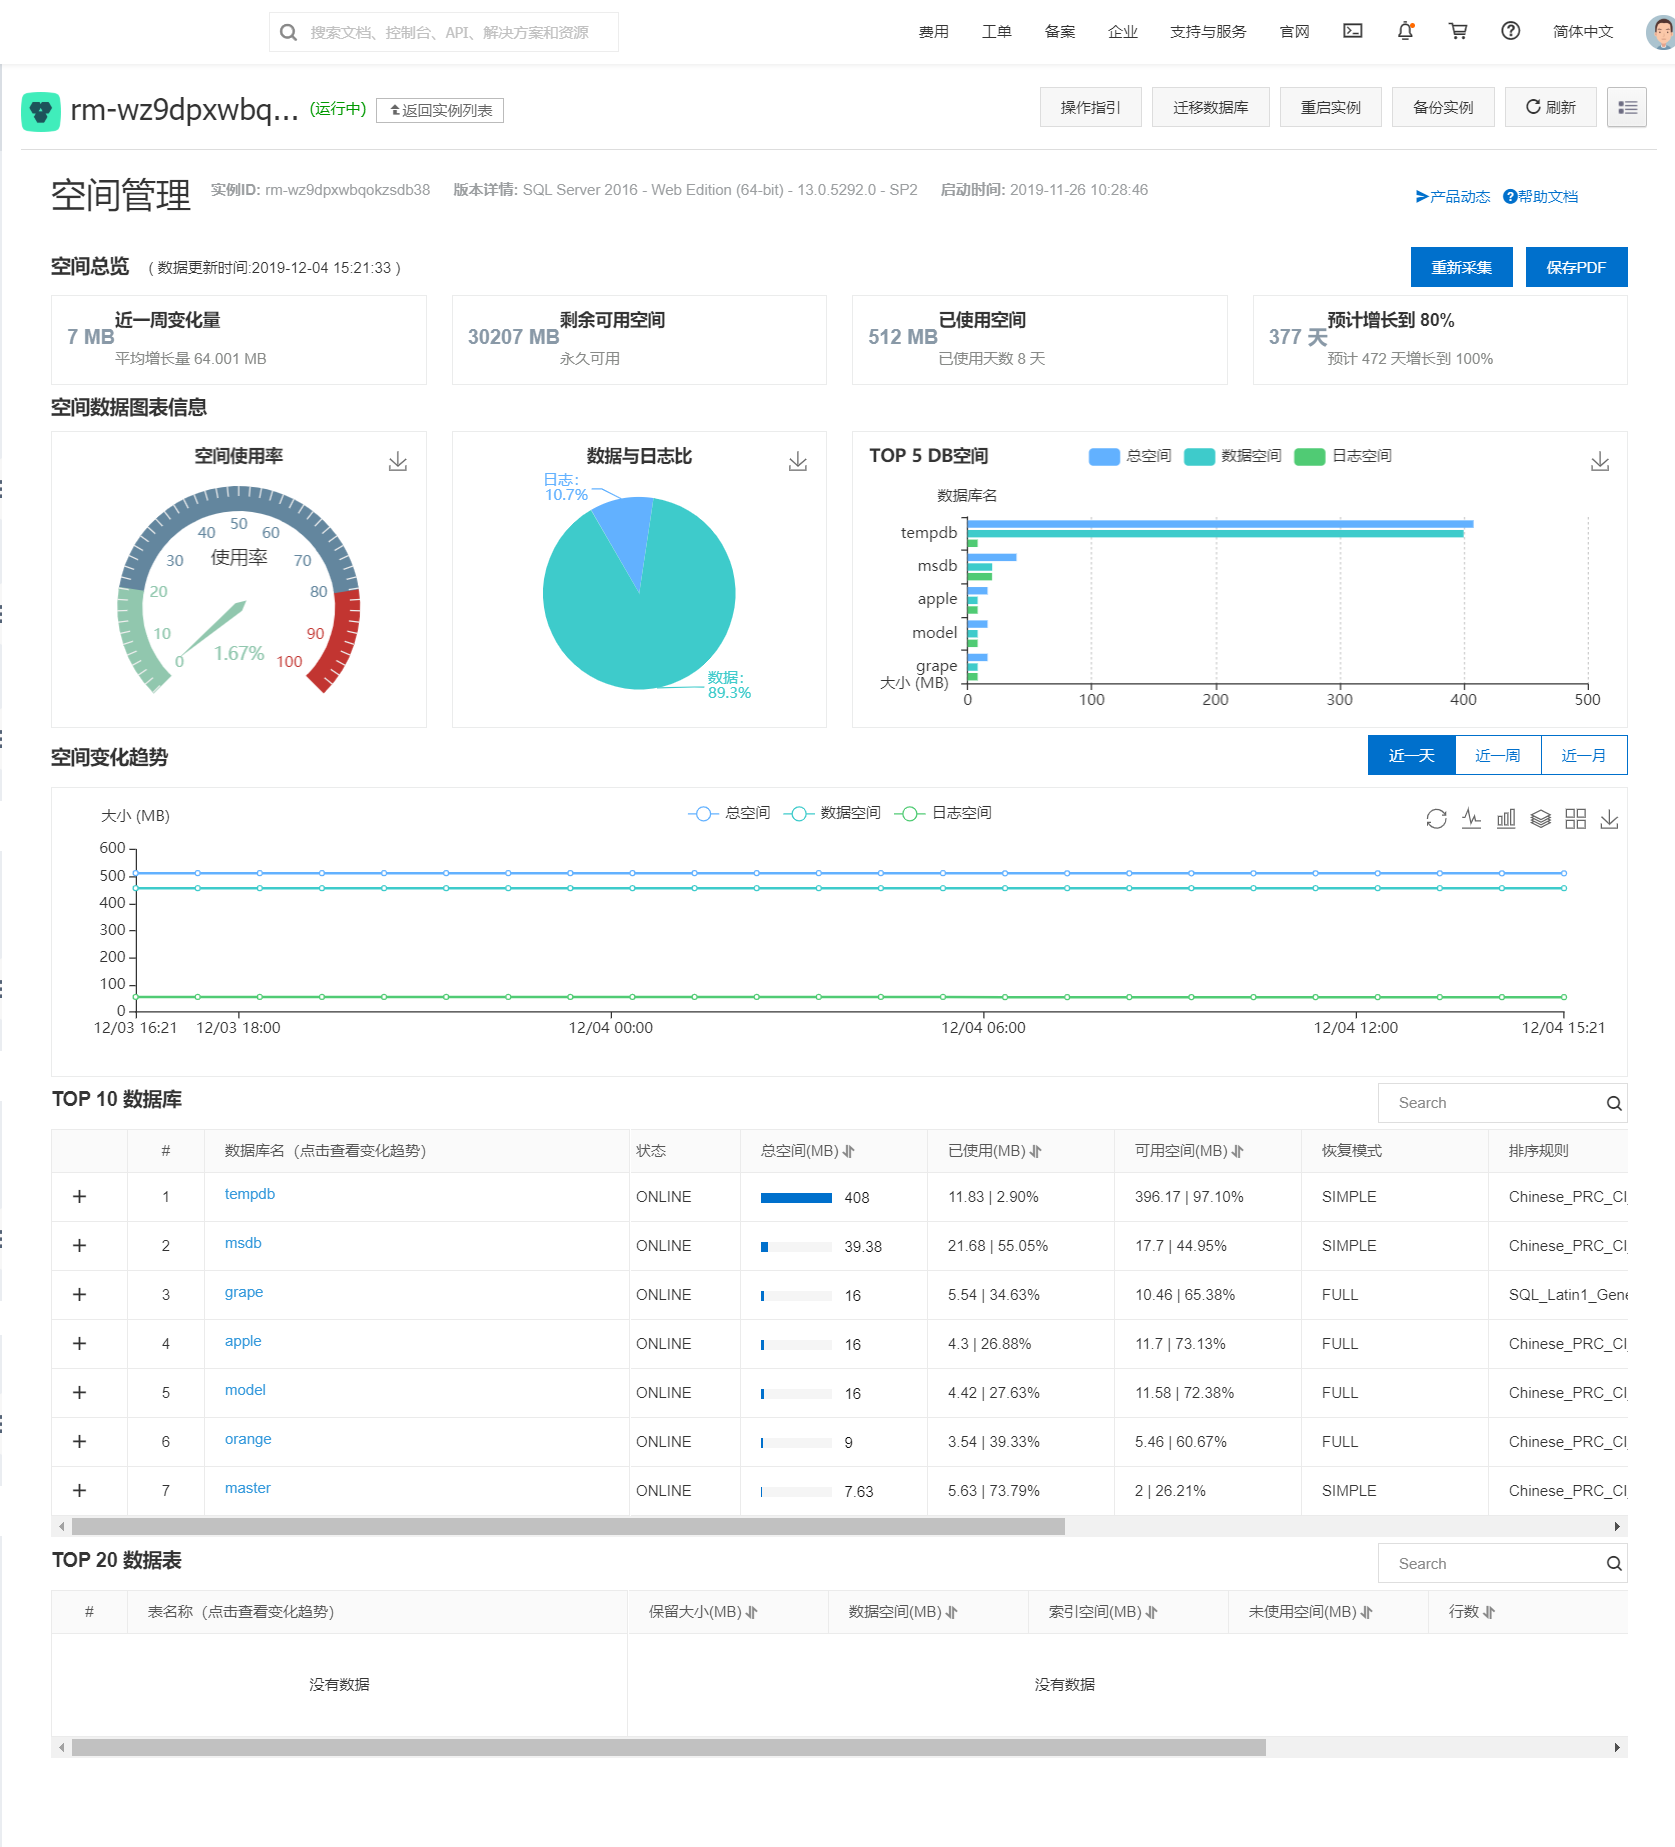 搜索文档、控制台、API、解决方案和资源
费用 工单 备案 企业 支持与服务 官网 简体中文
rm-wz9dpxwbq... (运行中) 返回实例列表
操作指引 迁移数据库 重启实例 备份实例 刷新
空间管理 实例ID: rm-wz9dpxwbqokzsdb38 版本详情: SQL Server 2016 - Web Edition (64-bit) - 13.0.5292.0 - SP2 启动时间: 2019-11-26 10:28:46
产品动态 帮助文档
空间总览 ( 数据更新时间:2019-12-04 15:21:33 )
重新采集 保存PDF
7 MB 近一周变化量
平均增长量 64.001 MB
30207 MB 剩余可用空间
永久可用
512 MB 已使用空间
已使用天数 8 天
377 天 预计增长到 80%
预计 472 天增长到 100%
空间数据图表信息
空间使用率
0 10 20 30 40 50 60 70 80 90 100
使用率
1.67%
数据与日志比
日志:
10.7%
数据:
89.3%
TOP 5 DB空间 总空间 数据空间 日志空间
数据库名
tempdb
msdb
apple
model
grape
大小 (MB)
0 100 200 300 400 500
空间变化趋势
近一天 近一周 近一月
大小 (MB)
总空间 数据空间 日志空间
600
500
400
300
200
100
0
12/03 16:21 12/03 18:00 12/04 00:00 12/04 06:00 12/04 12:00 12/04 15:21
TOP 10 数据库
Search
# 数据库名（点击查看变化趋势） 状态 总空间(MB) 已使用(MB) 可用空间(MB) 恢复模式 排序规则
+ 1 tempdb ONLINE 408 11.83 | 2.90% 396.17 | 97.10% SIMPLE Chinese_PRC_CI_
+ 2 msdb ONLINE 39.38 21.68 | 55.05% 17.7 | 44.95% SIMPLE Chinese_PRC_CI_
+ 3 grape ONLINE 16 5.54 | 34.63% 10.46 | 65.38% FULL SQL_Latin1_Gene
+ 4 apple ONLINE 16 4.3 | 26.88% 11.7 | 73.13% FULL Chinese_PRC_CI_
+ 5 model ONLINE 16 4.42 | 27.63% 11.58 | 72.38% FULL Chinese_PRC_CI_
+ 6 orange ONLINE 9 3.54 | 39.33% 5.46 | 60.67% FULL Chinese_PRC_CI_
+ 7 master ONLINE 7.63 5.63 | 73.79% 2 | 26.21% SIMPLE Chinese_PRC_CI_
TOP 20 数据表
Search
# 表名称（点击查看变化趋势） 保留大小(MB) 数据空间(MB) 索引空间(MB) 未使用空间(MB) 行数
没有数据 没有数据